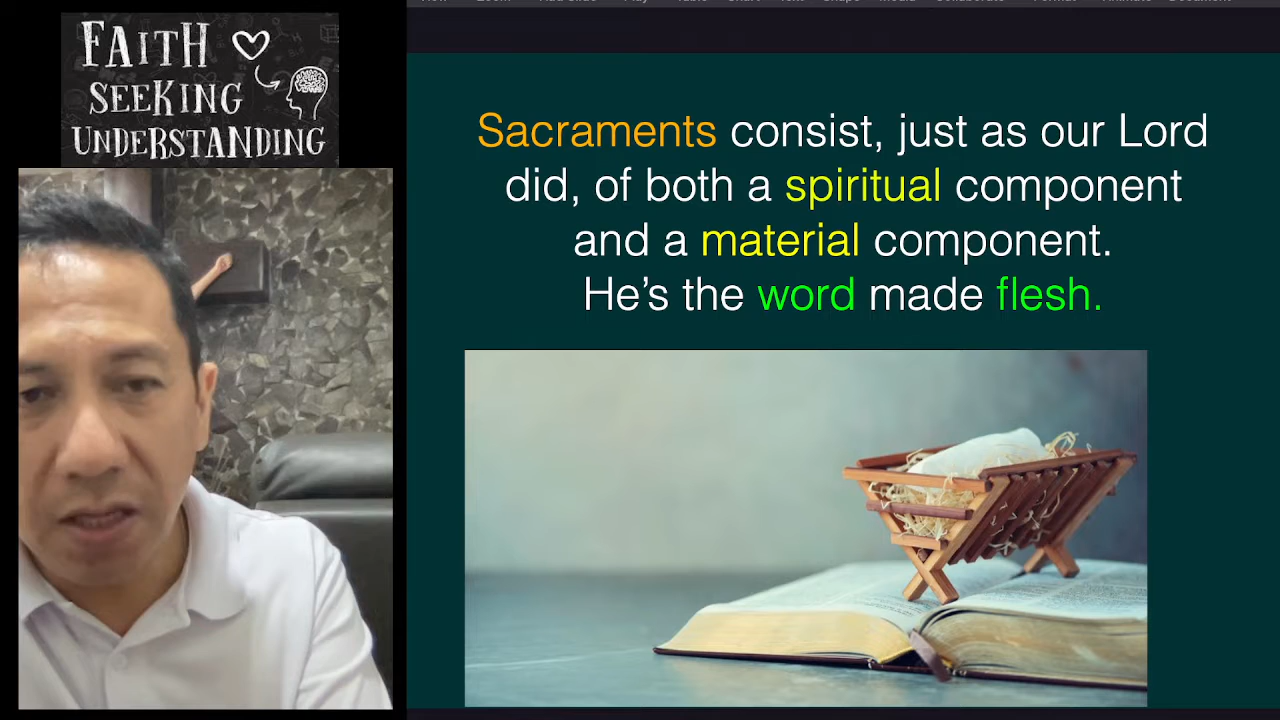 FAITH
SEEKING
UNDERSTANDING
Sacraments consist, just as our Lord
did, of both a spiritual component
and a material component.
He's the word made flesh.